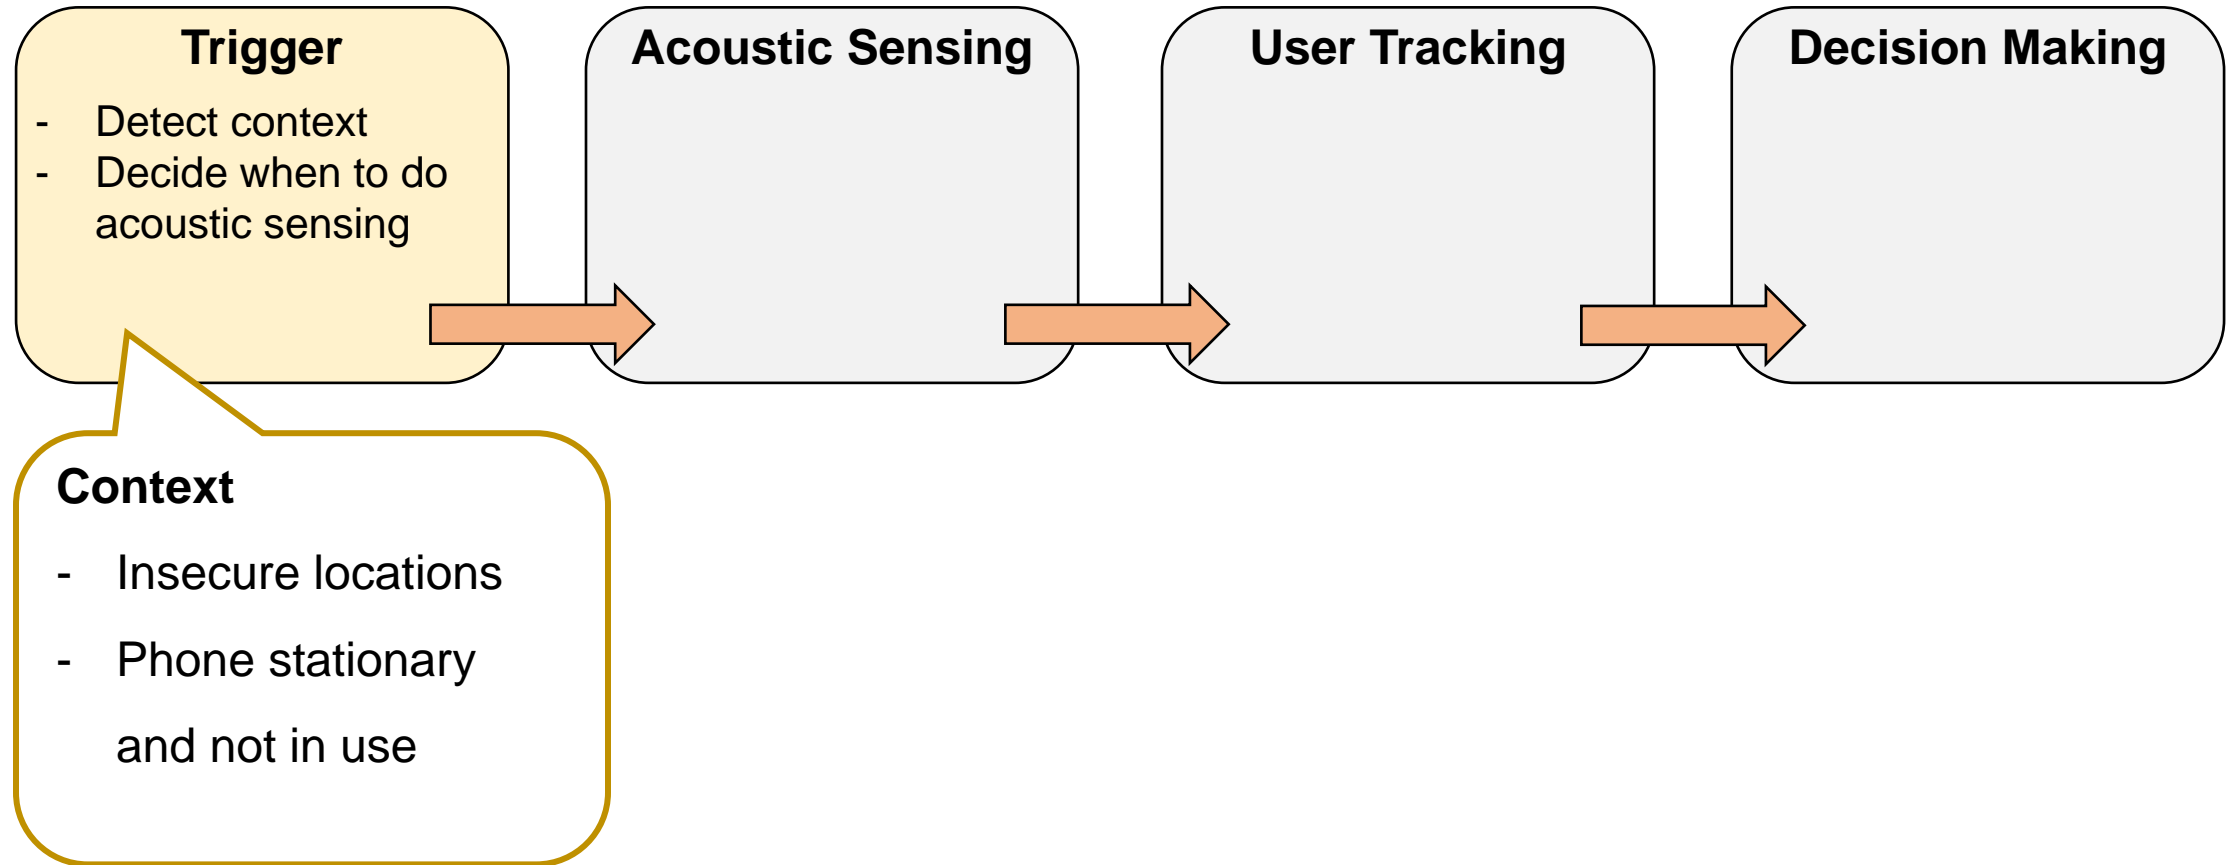 Trigger
- Detect context
- Decide when to do
acoustic sensing
Acoustic Sensing
User Tracking
Decision Making
Context
- Insecure locations
- Phone stationary
and not in use